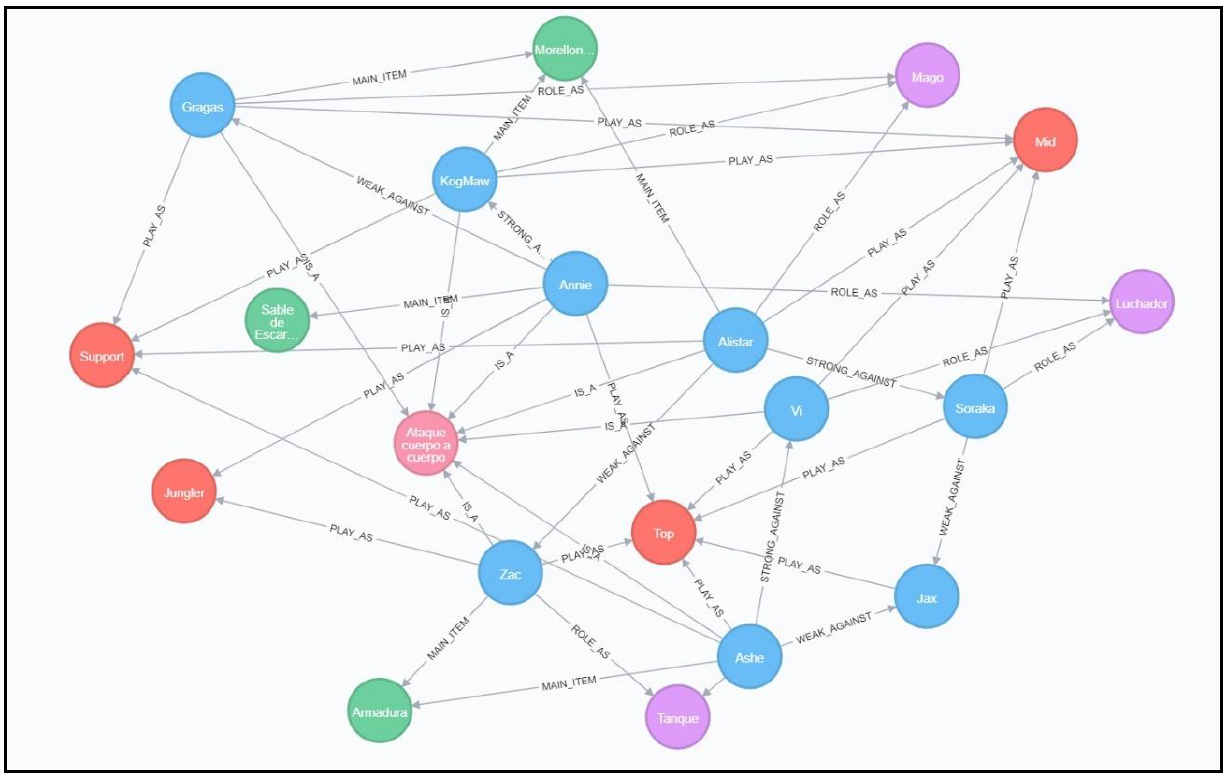 Morellon...
MAIN_ITEM
Mago
Gragas
ROLE_AS
MAIN_ITEM
PLAY_AS
ROLE_AS
Mid
PLAY_AS
KogMaw
WEAK_AGAINST
MAIN_ITEM
ROLE_AS
PLAY_AS
STRONG_A...
PLAY_AS
PLAY_AS
IS_A
PLAY_AS
PLAY_AS
Annie
ROLE_AS
Luchador
MAIN_ITEM
IS_A
Sable
de
Escar...
Alistar
Support
PLAY_AS
IS_A
ROLE_AS
ROLE_AS
STRONG_AGAINST
PLAY_AS
IS_A
PLAY_AS
Vi
Soraka
IS_A
Ataque
cuerpo a
cuerpo
WEAK_AGAINST
PLAY_AS
PLAY_AS
Jungler
WEAK_AGAINST
PLAY_AS
IS_A
STRONG_AGAINST
PLAY_AS
Top
PLAY_AS
IS_A
PLAY_AS
Zac
PLAY_AS
Jax
MAIN_ITEM
ROLE_AS
WEAK_AGAINST
Ashe
MAIN_ITEM
Armadura
Tanque